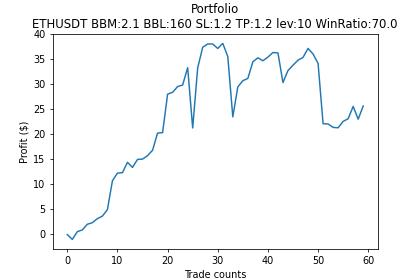 Portfolio
ETHUSDT BBM:2.1 BBL:160 SL:1.2 TP:1.2 lev:10 WinRatio:70.0
40
35
30
25
20
15
10
5
0
Profit ($)
0 10 20 30 40 50 60
Trade counts